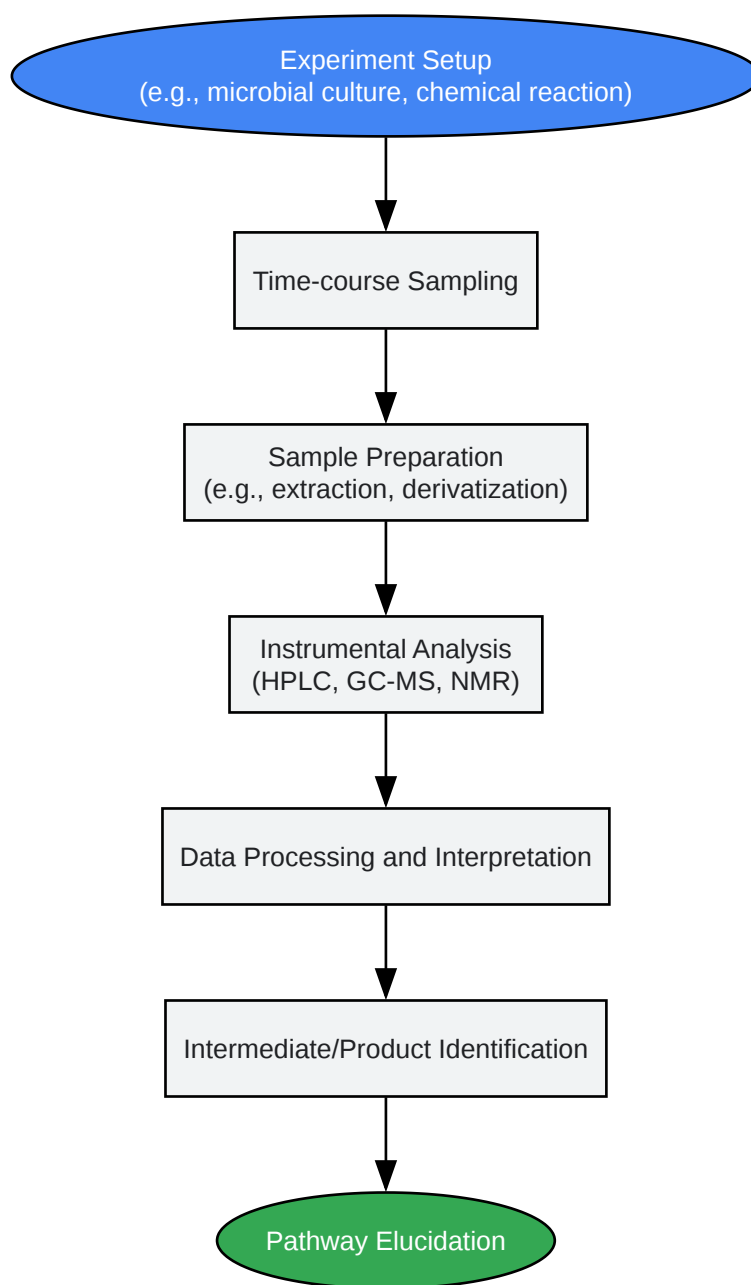 Experiment Setup
(e.g., microbial culture, chemical reaction)
Time-course Sampling
Sample Preparation
(e.g., extraction, derivatization)
Instrumental Analysis
(HPLC, GC-MS, NMR)
Data Processing and Interpretation
Intermediate/Product Identification
Pathway Elucidation